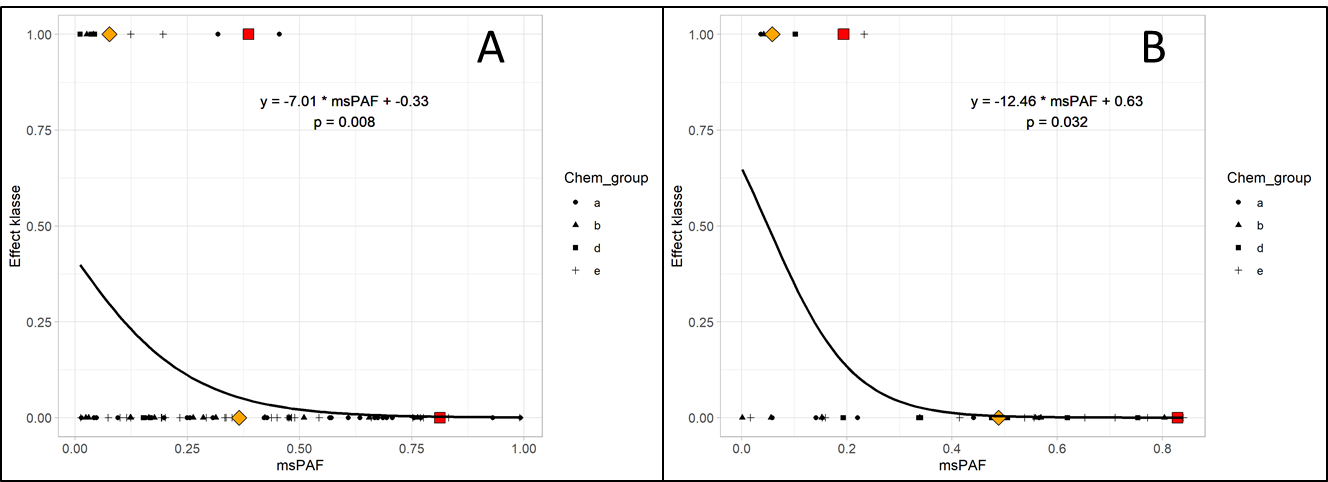 A
y = -7.01 * msPAF + -0.33
p = 0.008
Effect klasse
1.00
0.75
0.50
0.25
0.00
0.00 0.25 0.50 0.75 1.00
msPAF
Chem_group
a
b
d
e
B
y = -12.46 * msPAF + 0.63
p = 0.032
Effect klasse
1.00
0.75
0.50
0.25
0.00
0.0 0.2 0.4 0.6 0.8
msPAF
Chem_group
a
b
d
e